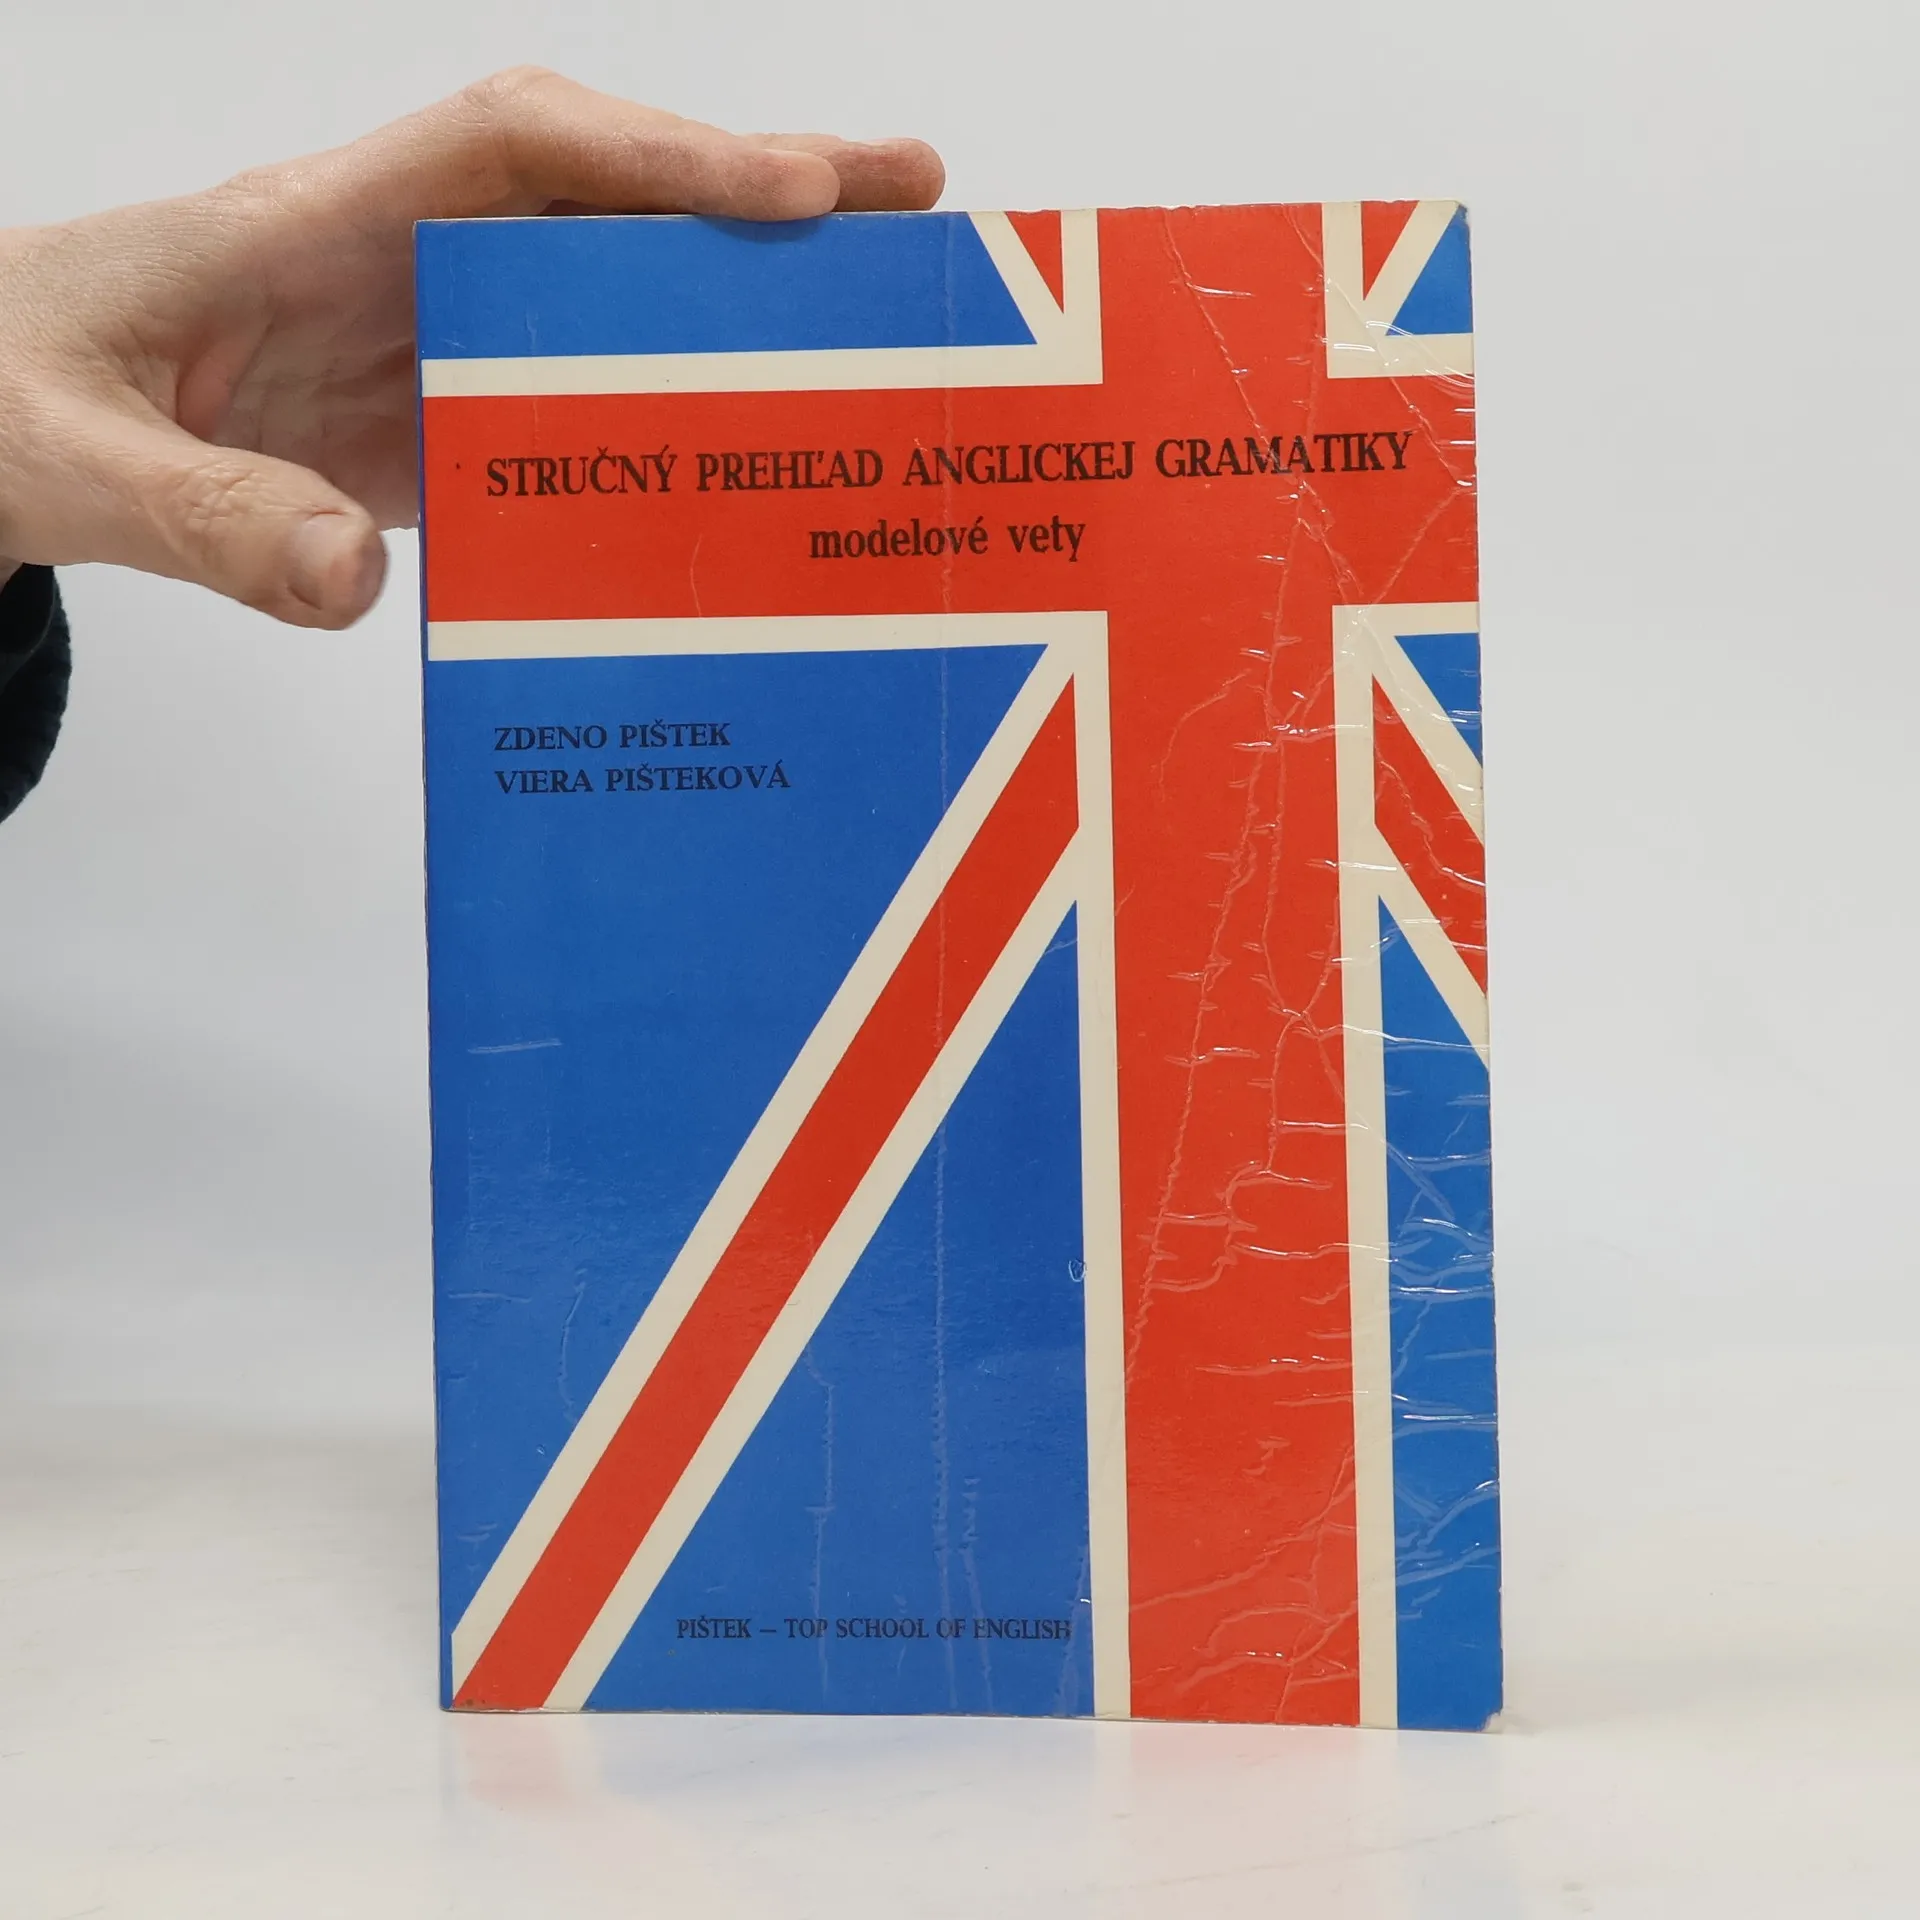 STRUČNÝ PREHĽAD ANGLICKEJ GRAMATIKY
modelové vety
ZDENO PIŠTEK
VIERA PIŠTEKOVÁ
PIŠTEK – TOP SCHOOL OF ENGLISH